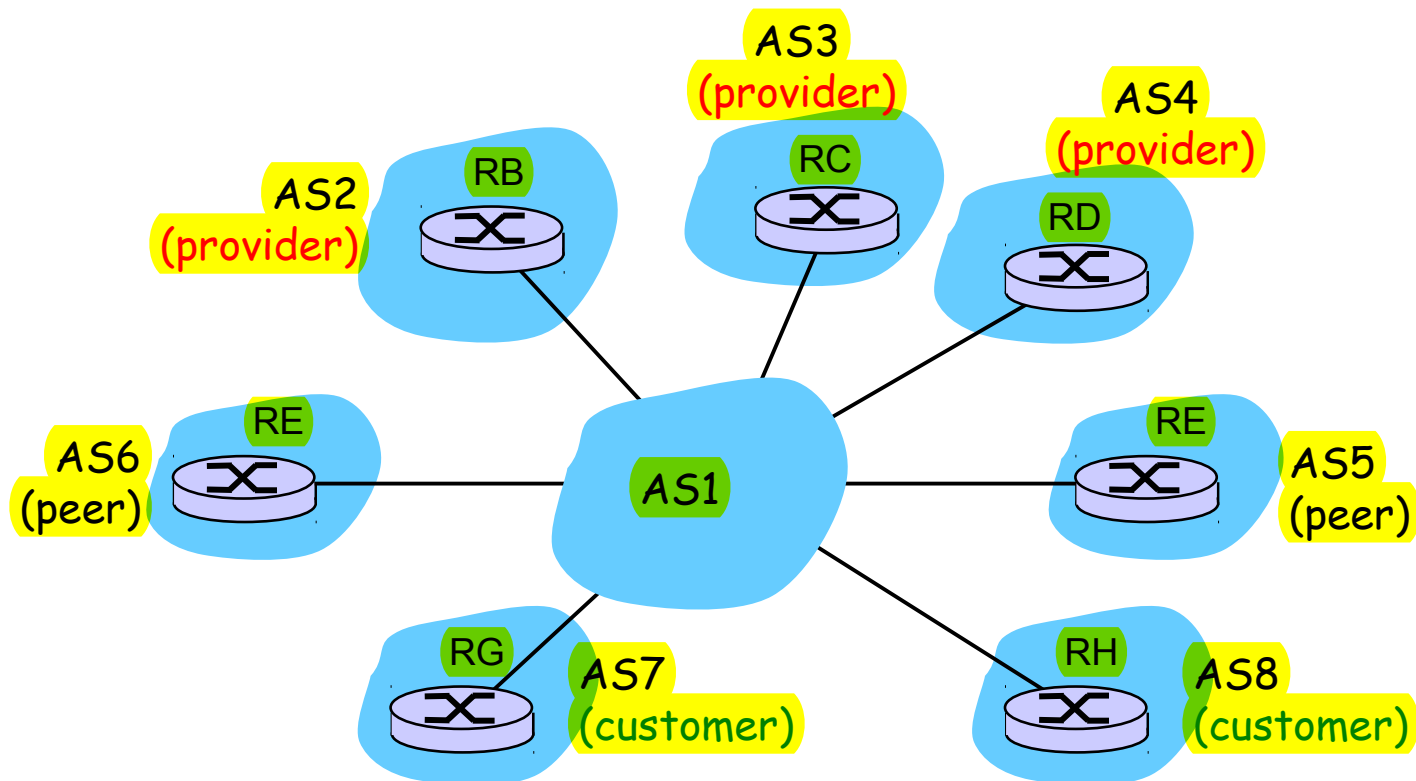 AS3
(provider)
AS4
(provider)
RB
RC
AS2
(provider)
RD
RE
RE
AS6
(peer)
AS1
AS5
(peer)
RG
AS7
(customer)
RH
AS8
(customer)